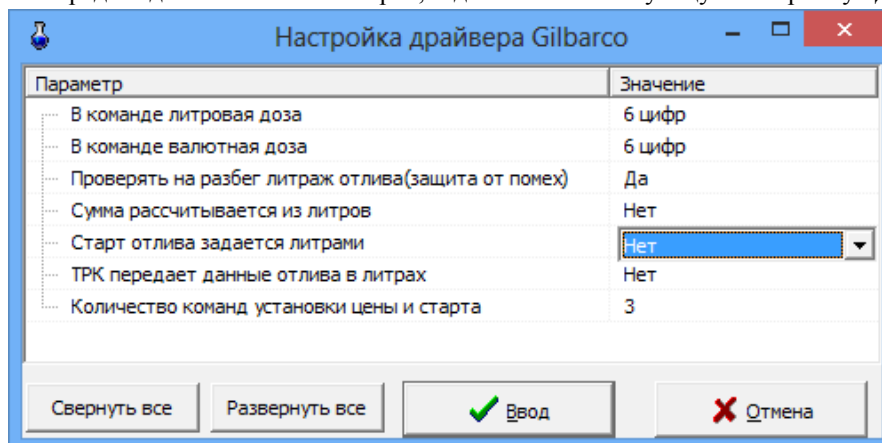 Настройка драйвера Gilbarco
Параметр Значение
В команде литровая доза 6 цифр
В команде валютная доза 6 цифр
Проверять на разбег литраж отлива(защита от помех) Да
Сумма рассчитывается из литров Нет
Старт отлива задается литрами Нет
ТРК передает данные отлива в литрах Нет
Количество команд установки цены и старта 3
Свернуть все Развернуть все Ввод Отмена